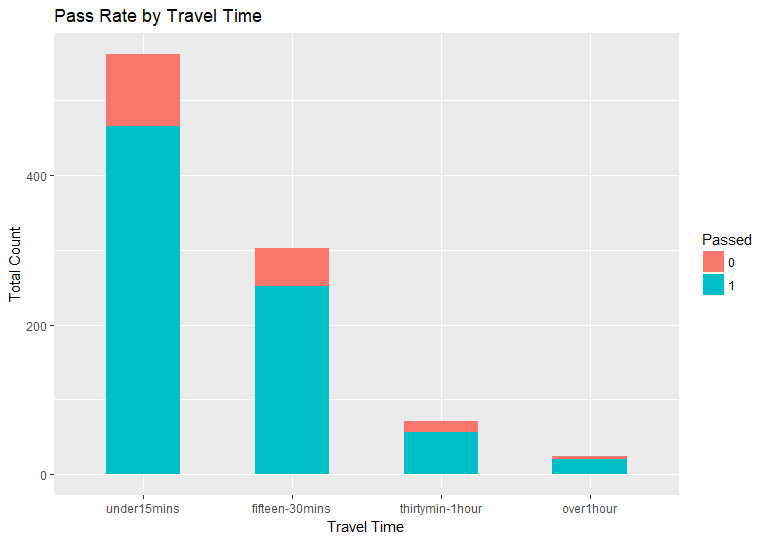 Pass Rate by Travel Time
Total Count
400
200
0
under15mins
fifteen-30mins
thirtymin-1hour
over1hour
Travel Time
Passed
0
1